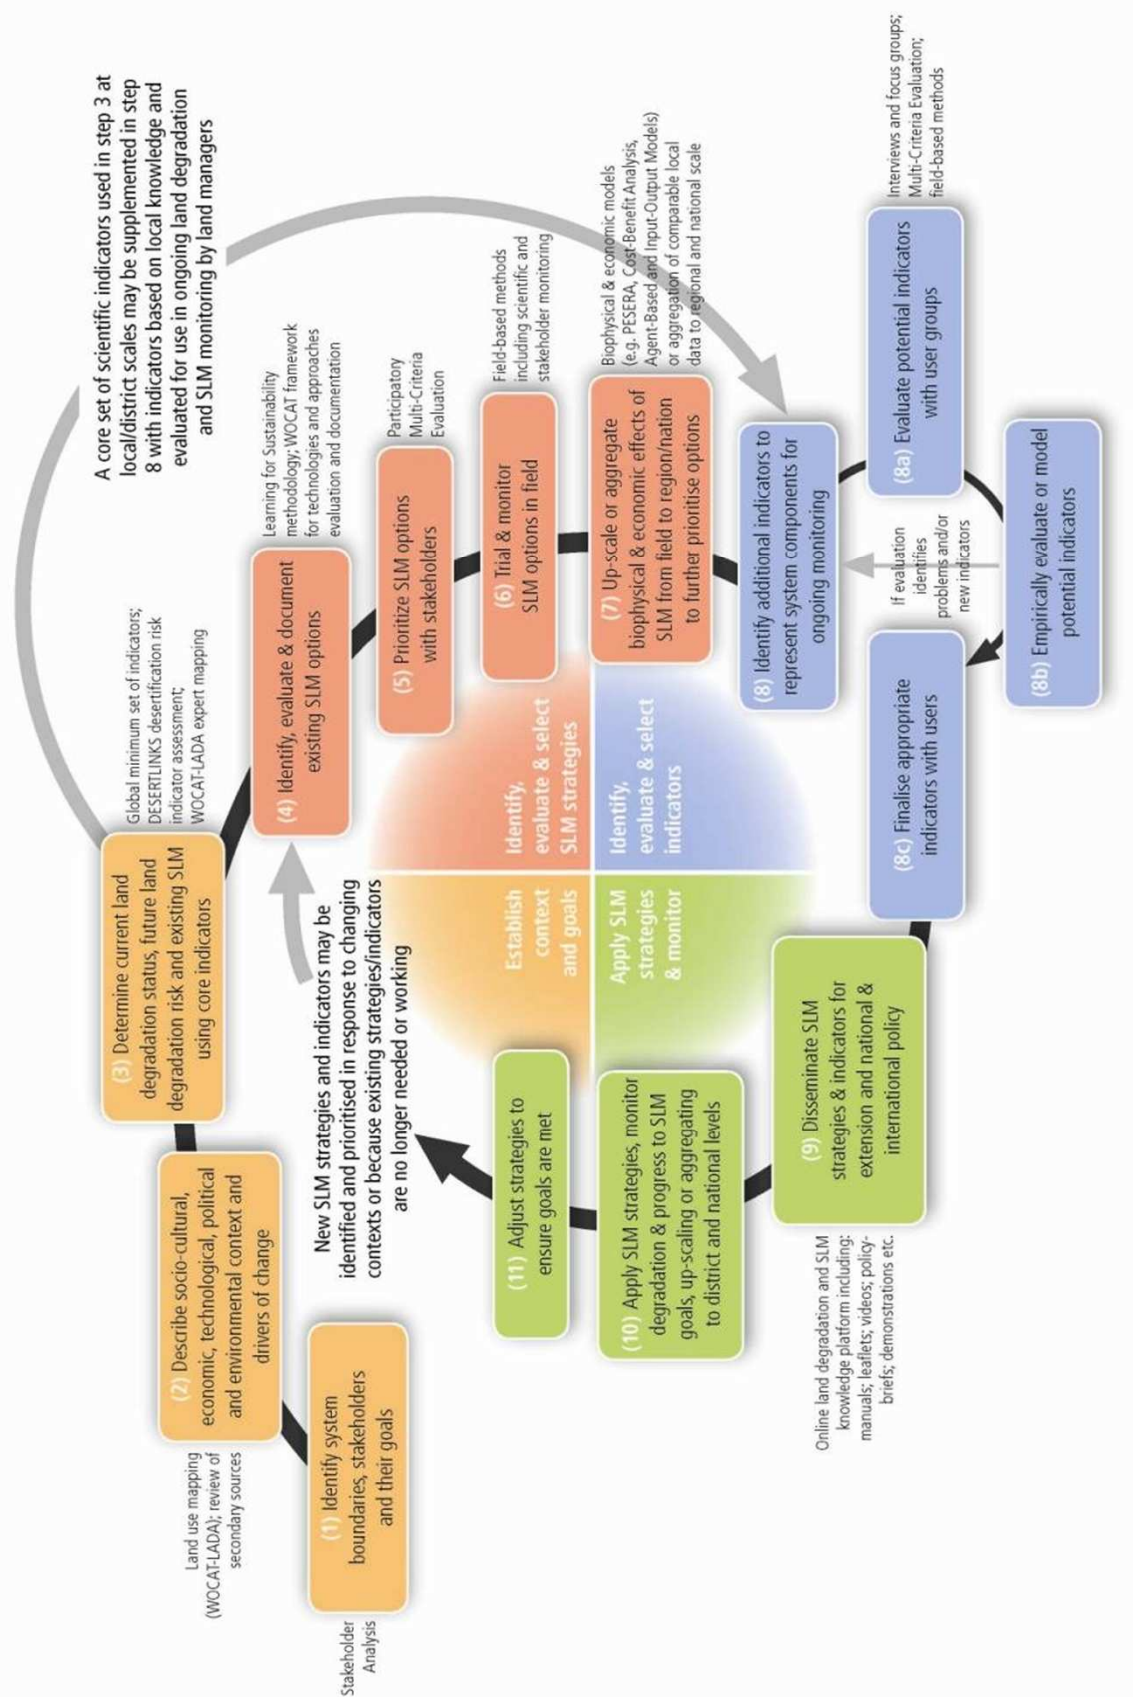 Stakeholder
Analysis
(1) Identify system
boundaries, stakeholders
and their goals
Land use mapping
(WOCAT-LADA); review of
secondary sources
(2) Describe socio-cultural,
economic, technological, political
and environmental context and
drivers of change
(3) Determine current land
degradation status, future land
degradation risk and existing SLM
using core indicators
Global minimum set of indicators;
DESERTLINKS desertification risk
indicator assessment;
WOCAT-LADA expert mapping
A core set of scientific indicators used in step 3 at
local/district scales may be supplemented in step
8 with indicators based on local knowledge and
evaluated for use in ongoing land degradation
and SLM monitoring by land managers
(4) Identify, evaluate & document
existing SLM options
Learning for Sustainability
methodology; WOCAT framework
for technologies and approaches
evaluation and documentation
New SLM strategies and indicators may be
identified and prioritised in response to changing
contexts or because existing strategies/indicators
are no longer needed or working
(5) Prioritize SLM options
with stakeholders
Participatory
Multi-Criteria
Evaluation
(6) Trial & monitor
SLM options in field
Field-based methods
including scientific and
stakeholder monitoring
(7) Up-scale or aggregate
biophysical & economic effects of
SLM from field to region/nation
to further prioritise options
Biophysical & economic models
(e.g. PESERA, Cost-Benefit Analysis,
Agent-Based and Input-Output Models)
or aggregation of comparable local
data to regional and national scale
Establish
context
and goals
Identify,
evaluate & select
SLM strategies
Apply SLM
strategies
& monitor
Identify,
evaluate & select
indicators
(8) Identify additional indicators to
represent system components for
ongoing monitoring
(8a) Evaluate potential indicators
with user groups
Interviews and focus groups;
Multi-Criteria Evaluation;
field-based methods
If evaluation
identifies
problems and/or
new indicators
(8b) Empirically evaluate or model
potential indicators
(8c) Finalise appropriate
indicators with users
(9) Disseminate SLM
strategies & indicators for
extension and national &
international policy
Online land degradation and SLM
knowledge platform including:
manuals; leaflets; videos; policy-
briefs; demonstrations etc.
(10) Apply SLM strategies, monitor
degradation & progress to SLM
goals, up-scaling or aggregating
to district and national levels
(11) Adjust strategies to
ensure goals are met